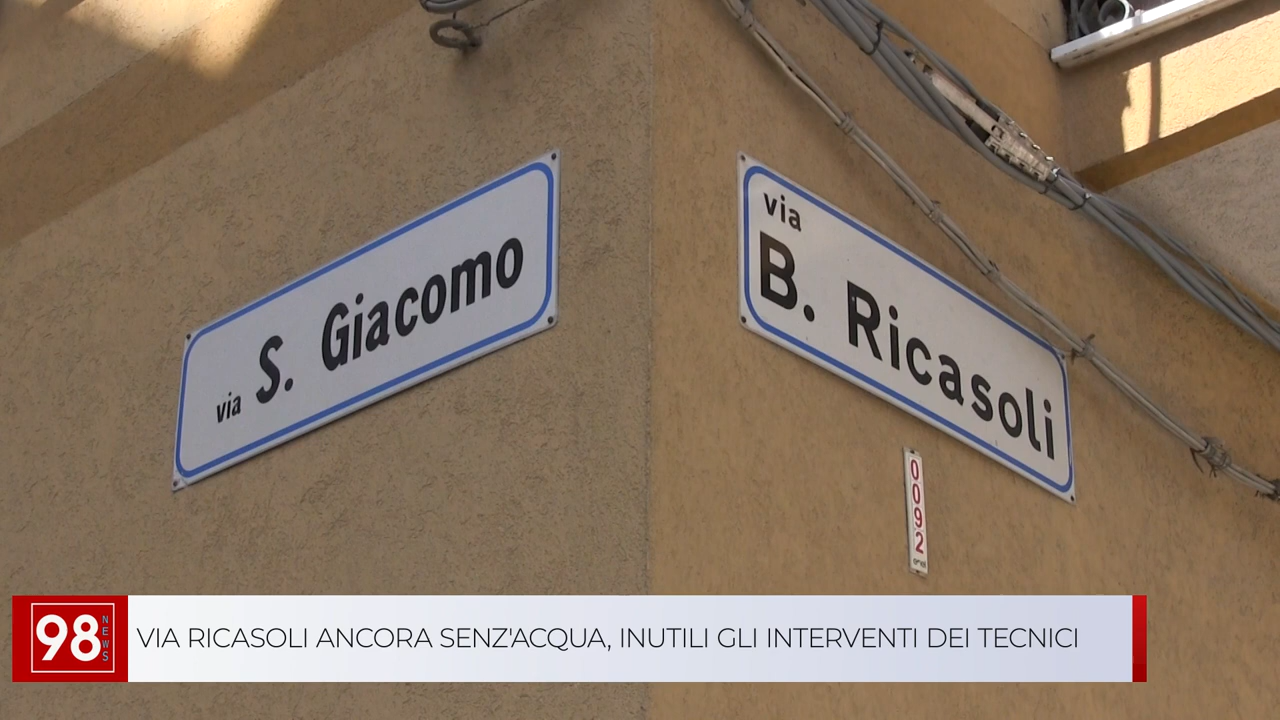 via S. Giacomo
via
B. Ricasoli
0092
98 NEWS
VIA RICASOLI ANCORA SENZ'ACQUA, INUTILI GLI INTERVENTI DEI TECNICI